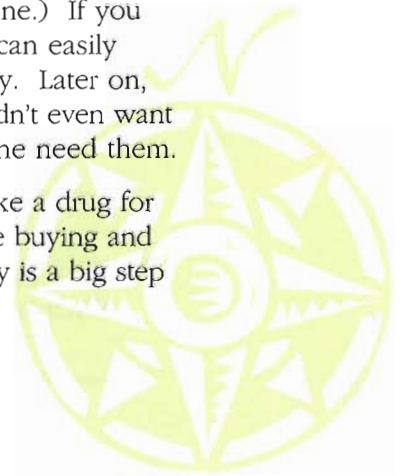 ne.) If you
can easily
y. Later on,
dn't even want
ne need them.
ke a drug for
e buying and
y is a big step
N